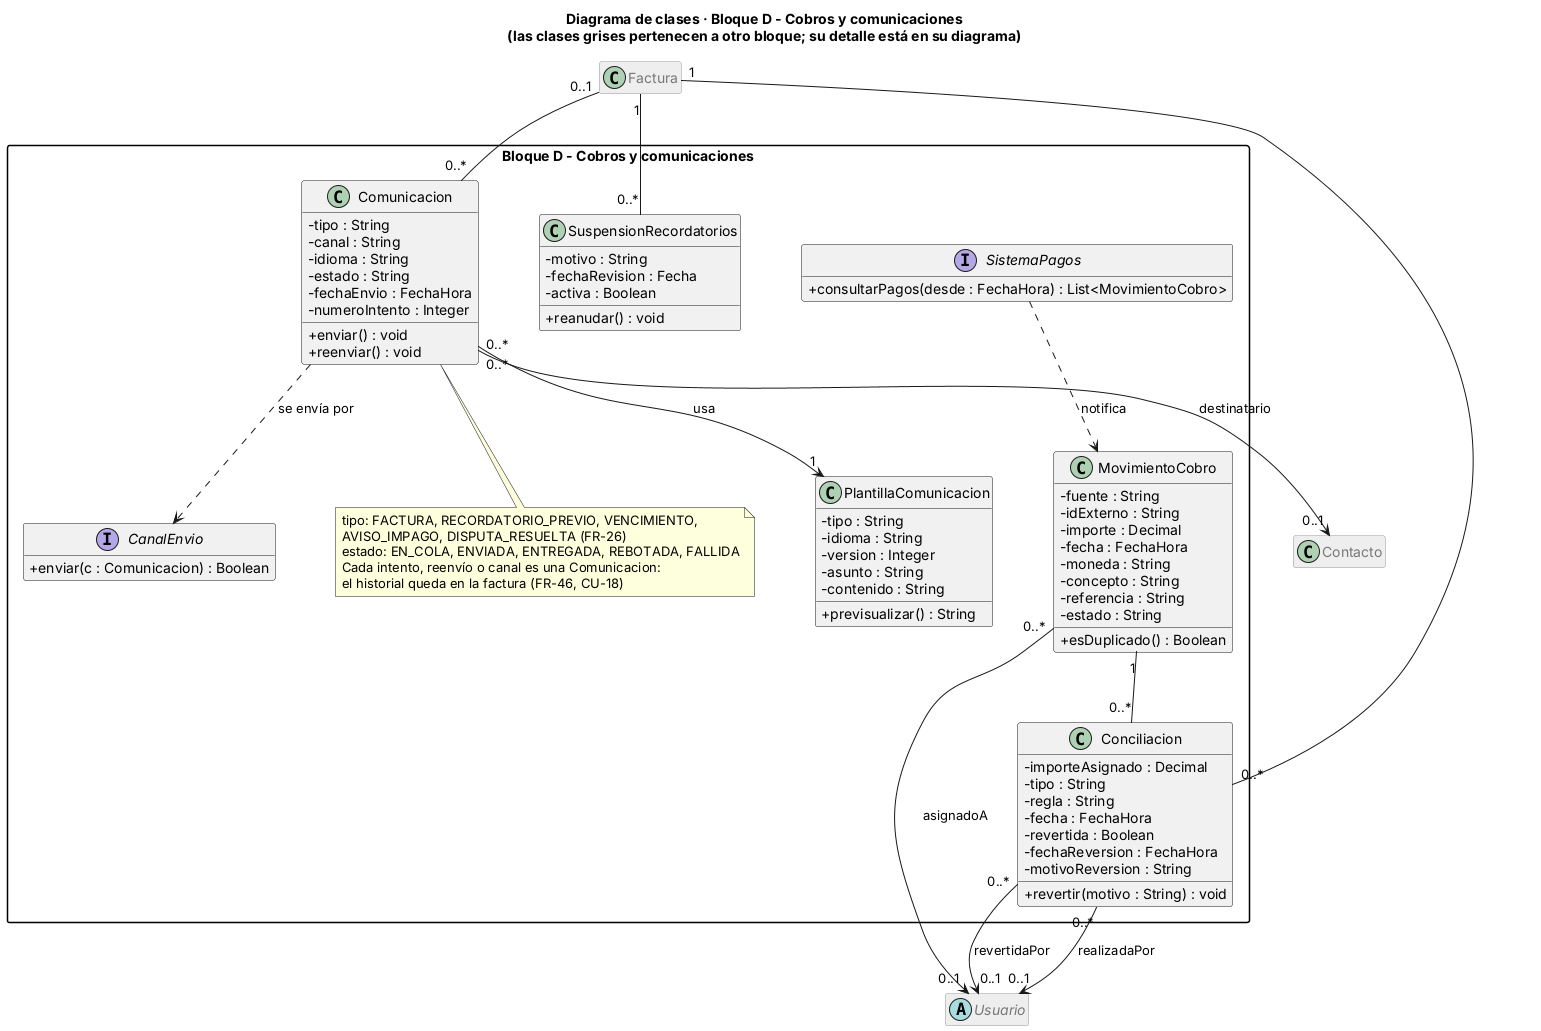 Diagrama de clases · Bloque D - Cobros y comunicaciones
(las clases grises pertenecen a otro bloque; su detalle está en su diagrama)
C Factura
1
0..1
1
Bloque D - Cobros y comunicaciones
0..*
C Comunicacion
-tipo : String
-canal : String
-idioma : String
-estado : String
-fechaEnvio : FechaHora
-numeroIntento : Integer
+enviar() : void
+reenviar() : void
0..*
C SuspensionRecordatorios
-motivo : String
-fechaRevision : Fecha
-activa : Boolean
+reanudar() : void
I SistemaPagos
+consultarPagos(desde : FechaHora) : List<MovimientoCobro>
0..*
0..*
se envía por
usa
notifica
destinatario
1
0..1
I CanalEnvio
+enviar(c : Comunicacion) : Boolean
tipo: FACTURA, RECORDATORIO_PREVIO, VENCIMIENTO,
AVISO_IMPAGO, DISPUTA_RESUELTA (FR-26)
estado: EN_COLA, ENVIADA, ENTREGADA, REBOTADA, FALLIDA
Cada intento, reenvío o canal es una Comunicacion:
el historial queda en la factura (FR-46, CU-18)
C PlantillaComunicacion
-tipo : String
-idioma : String
-version : Integer
-asunto : String
-contenido : String
+previsualizar() : String
C MovimientoCobro
-fuente : String
-idExterno : String
-importe : Decimal
-fecha : FechaHora
-moneda : String
-concepto : String
-referencia : String
-estado : String
+esDuplicado() : Boolean
C Contacto
0..*
1
0..*
C Conciliacion
-importeAsignado : Decimal
-tipo : String
-regla : String
-fecha : FechaHora
-revertida : Boolean
-fechaReversion : FechaHora
-motivoReversion : String
+revertir(motivo : String) : void
0..*
asignadoA
0..*
0..*
revertidaPor
realizadaPor
0..1
0..1
0..1
A Usuario